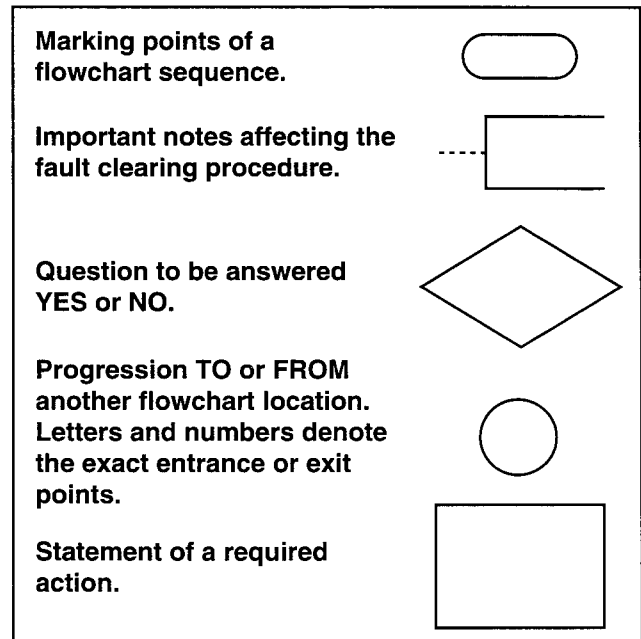 Marking points of a
flowchart sequence.
Important notes affecting the
fault clearing procedure.
Question to be answered
YES or NO.
Progression TO or FROM
another flowchart location.
Letters and numbers denote
the exact entrance or exit
points.
Statement of a required
action.